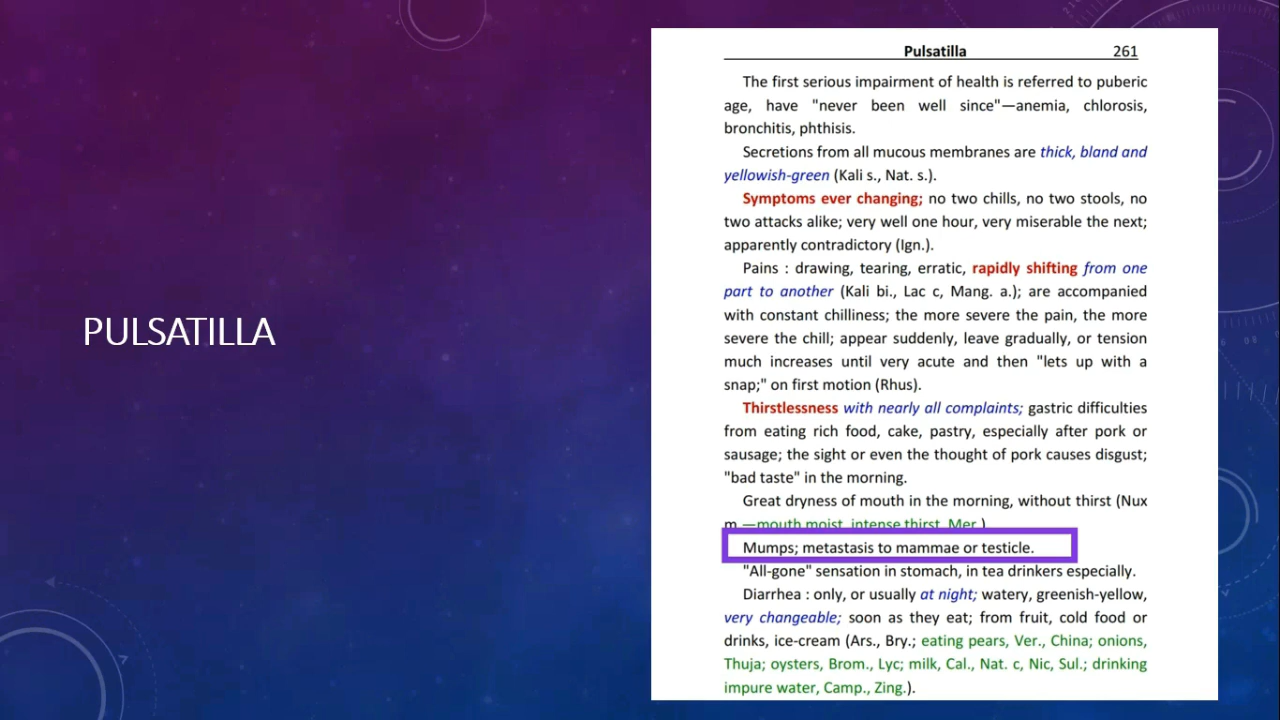 PULSATILLA
Pulsatilla 261
The first serious impairment of health is referred to puberic
age, have "never been well since"—anemia, chlorosis,
bronchitis, phthisis.
Secretions from all mucous membranes are thick, bland and
yellowish-green (Kali s., Nat. s.).
Symptoms ever changing; no two chills, no two stools, no
two attacks alike; very well one hour, very miserable the next;
apparently contradictory (Ign.).
Pains : drawing, tearing, erratic, rapidly shifting from one
part to another (Kali bi., Lac c, Mang. a.); are accompanied
with constant chilliness; the more severe the pain, the more
severe the chill; appear suddenly, leave gradually, or tension
much increases until very acute and then "lets up with a
snap;" on first motion (Rhus).
Thirstlessness with nearly all complaints; gastric difficulties
from eating rich food, cake, pastry, especially after pork or
sausage; the sight or even the thought of pork causes disgust;
"bad taste" in the morning.
Great dryness of mouth in the morning, without thirst (Nux
m.—mouth moist, intense thirst, Mer.)
Mumps; metastasis to mammae or testicle.
"All-gone" sensation in stomach, in tea drinkers especially.
Diarrhea : only, or usually at night; watery, greenish-yellow,
very changeable; soon as they eat; from fruit, cold food or
drinks, ice-cream (Ars., Bry.; eating pears, Ver., China; onions,
Thuja; oysters, Brom., Lyc; milk, Cal., Nat. c, Nic, Sul.; drinking
impure water, Camp., Zing.).